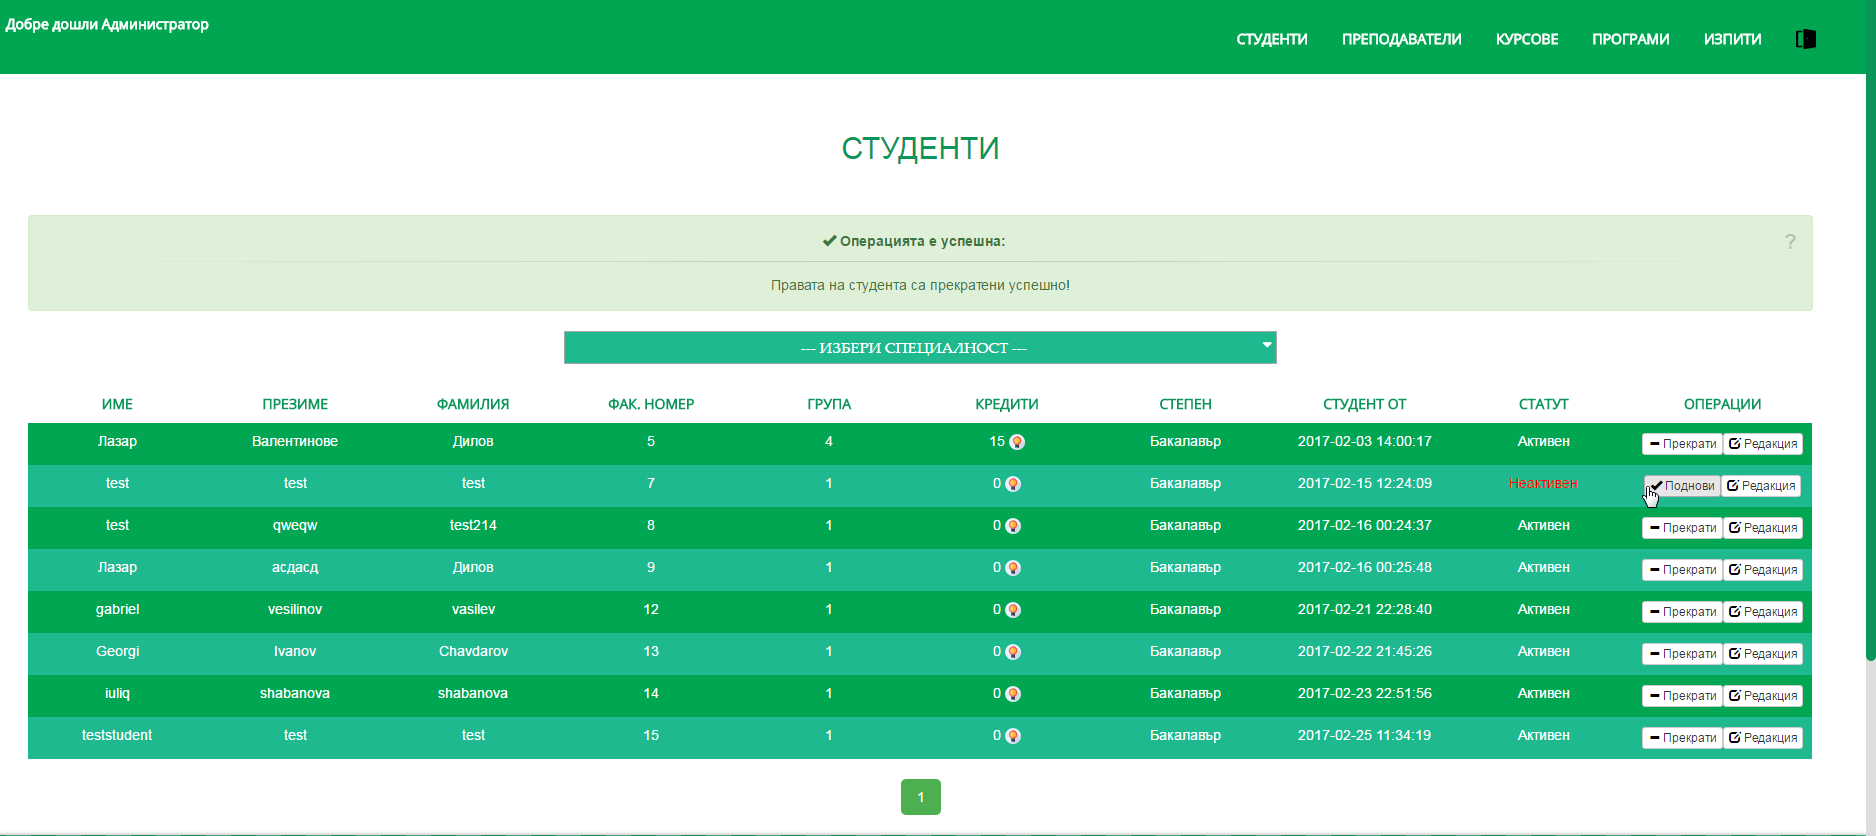 Добре дошли Администратор
СТУДЕНТИ ПРЕПОДАВАТЕЛИ КУРСОВЕ ПРОГРАМИ ИЗПИТИ
СТУДЕНТИ
Операцията е успешна:
?
Правата на студента са прекратени успешно!
--- ИЗБЕРИ СПЕЦИАЛНОСТ ---
ИМЕ ПРЕЗИМЕ ФАМИЛИЯ ФАК. НОМЕР ГРУПА КРЕДИТИ СТЕПЕН СТУДЕНТ ОТ СТАТУТ ОПЕРАЦИИ
Лазар Валентинове Дилов 5 4 15 Бакалавър 2017-02-03 14:00:17 Активен Прекрати Редакция
test test test 7 1 0 Бакалавър 2017-02-15 12:24:09 Неактивен Поднови Редакция
test qweqw test214 8 1 0 Бакалавър 2017-02-16 00:24:37 Активен Прекрати Редакция
Лазар асдасд Дилов 9 1 0 Бакалавър 2017-02-16 00:25:48 Активен Прекрати Редакция
gabriel vesilinov vasilev 12 1 0 Бакалавър 2017-02-21 22:28:40 Активен Прекрати Редакция
Georgi Ivanov Chavdarov 13 1 0 Бакалавър 2017-02-22 21:45:26 Активен Прекрати Редакция
iuliq shabanova shabanova 14 1 0 Бакалавър 2017-02-23 22:51:56 Активен Прекрати Редакция
teststudent test test 15 1 0 Бакалавър 2017-02-25 11:34:19 Активен Прекрати Редакция
1